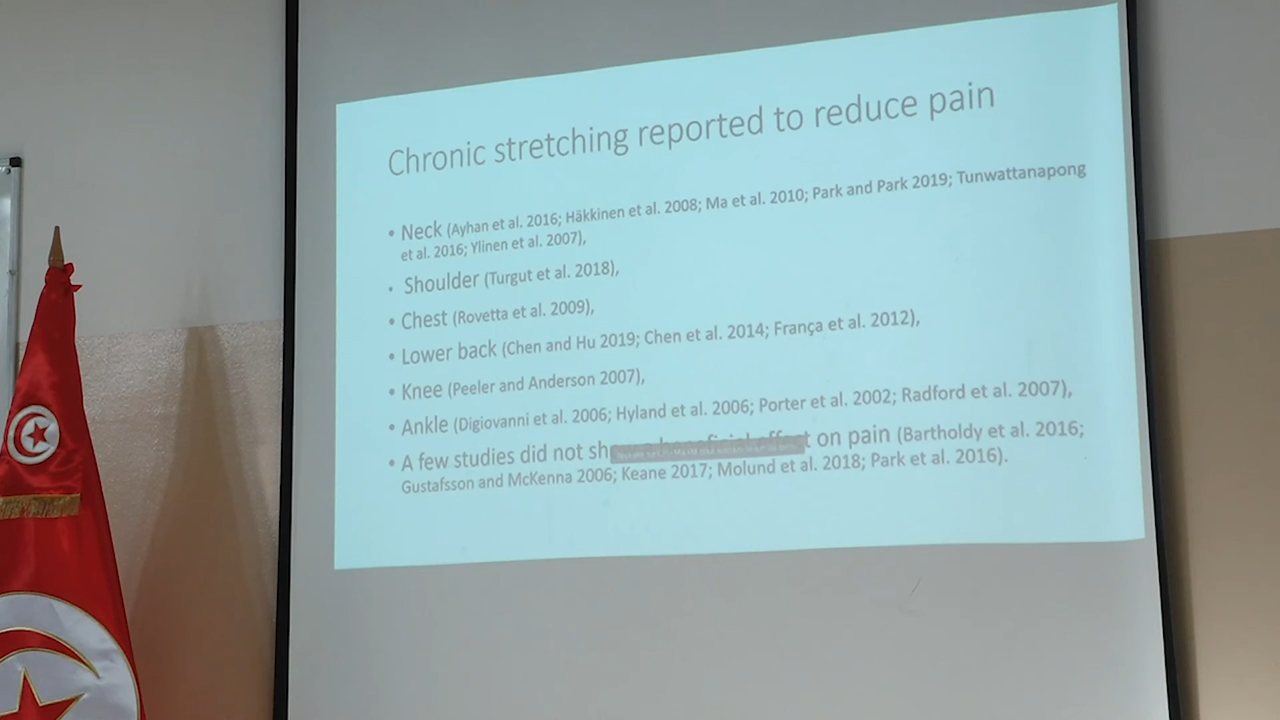 Chronic stretching reported to reduce pain
• Neck (Ayhan et al. 2016; Häkkinen et al. 2008; Ma et al. 2010; Park and Park 2019; Tunwattanapong
et al. 2016; Ylinen et al. 2007),
• Shoulder (Turgut et al. 2018),
• Chest (Rovetta et al. 2009),
• Lower back (Chen and Hu 2019; Chen et al. 2014; França et al. 2012),
• Knee (Peeler and Anderson 2007),
• Ankle (Digiovanni et al. 2006; Hyland et al. 2006; Porter et al. 2002; Radford et al. 2007),
• A few studies did not show a beneficial effect on pain (Bartholdy et al. 2016;
Gustafsson and McKenna 2006; Keane 2017; Molund et al. 2018; Park et al. 2016).